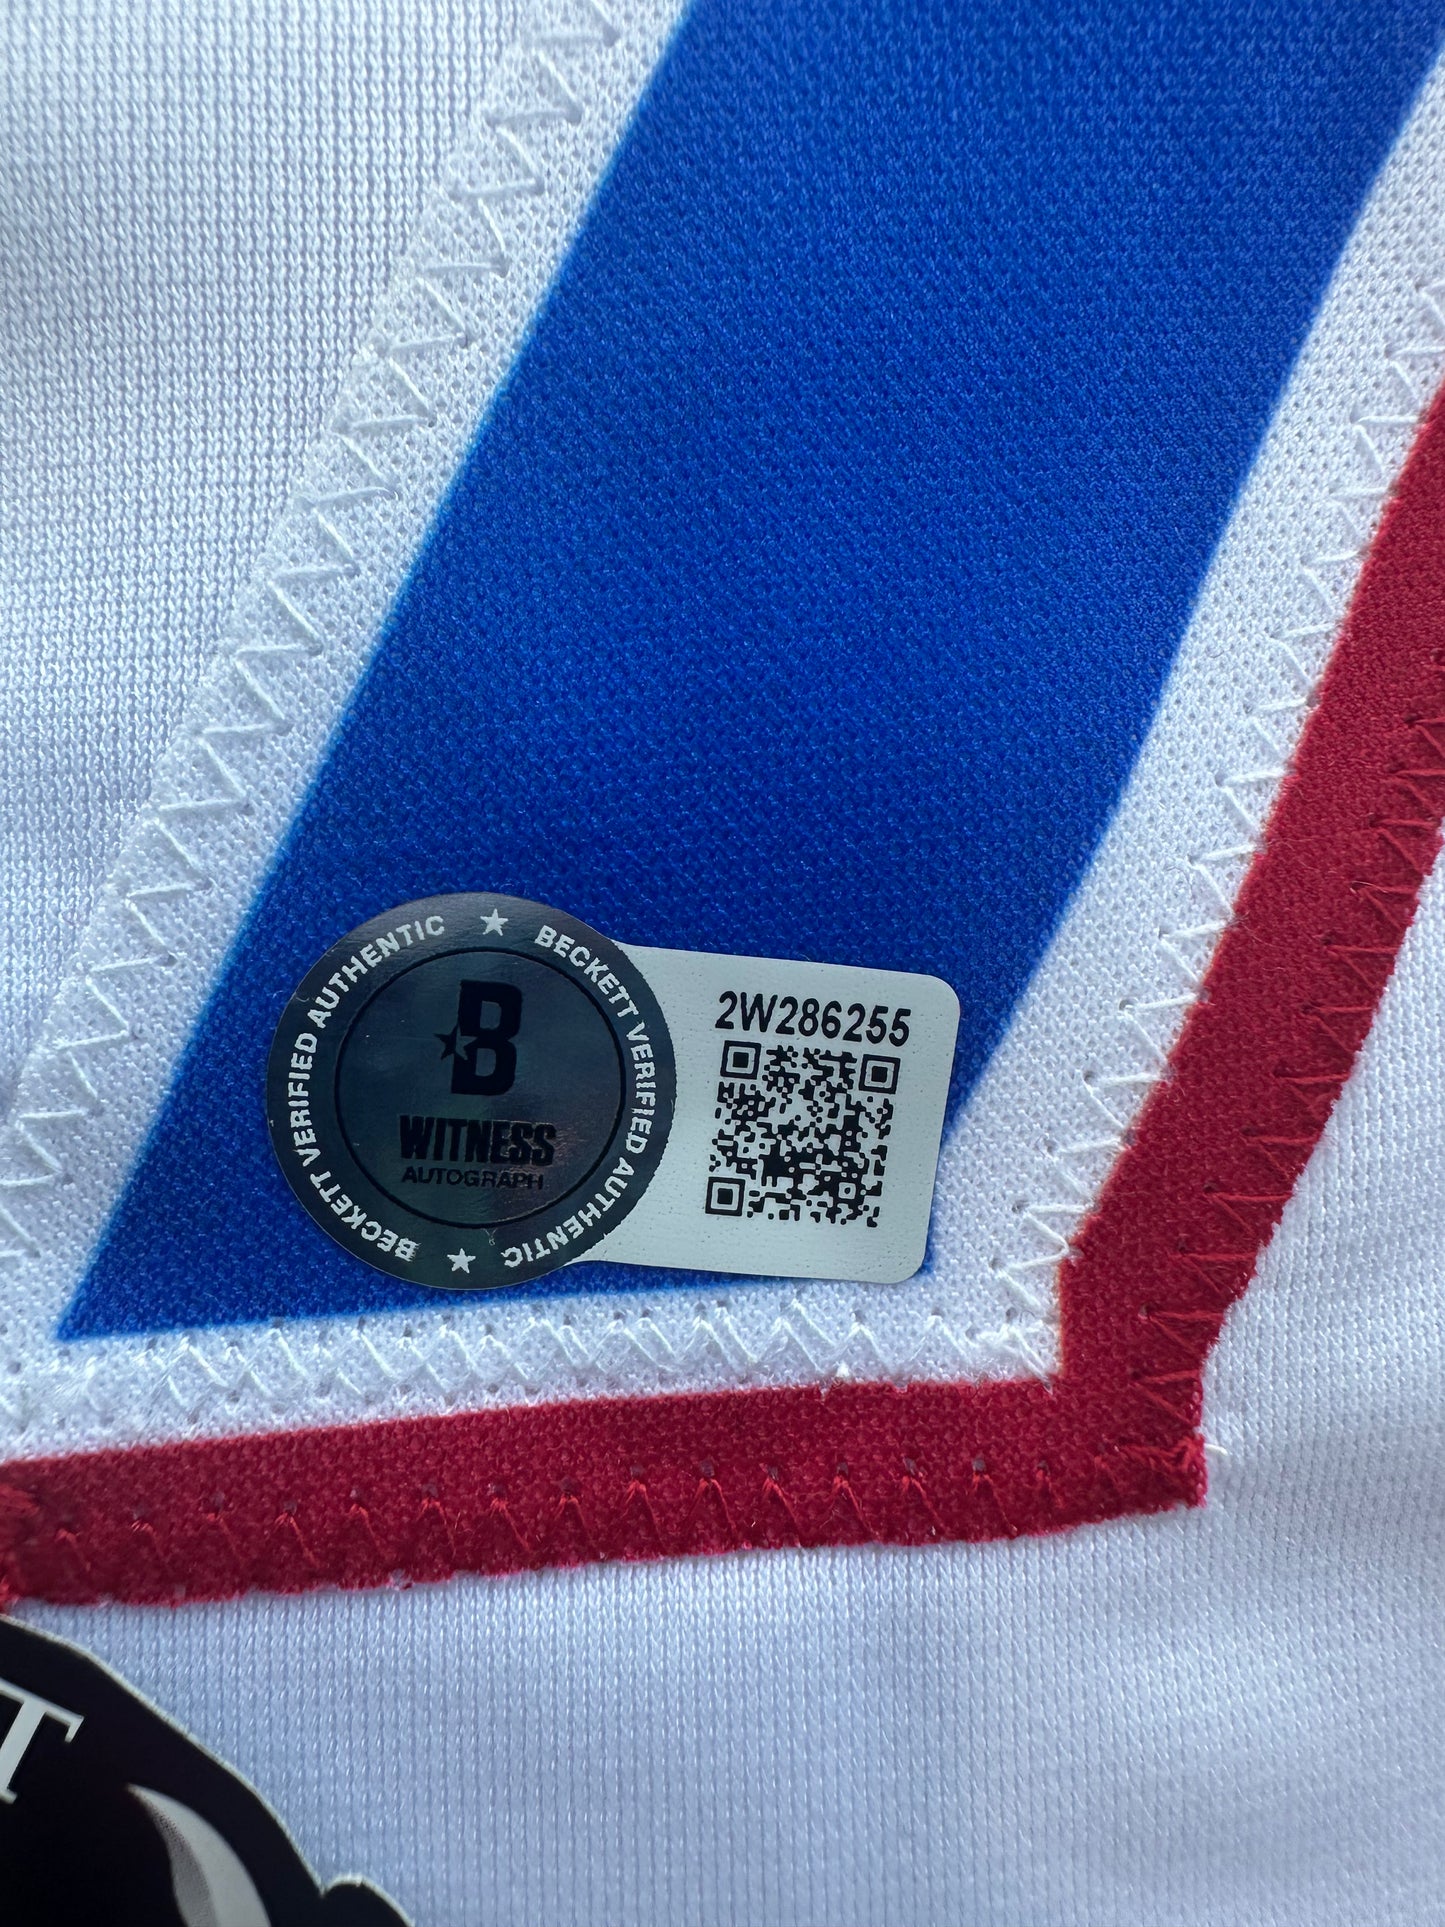 BECKETT VERIFIED AUTHENTIC ★ BECKETT VERIFIED AUTHENTIC ★
B
WITNESS
AUTOGRAPH
2W286255
T